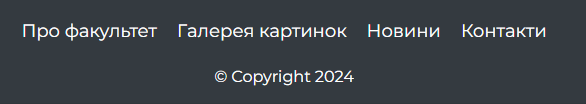 Про факультет Галерея картинок Новини Контакти
© Copyright 2024